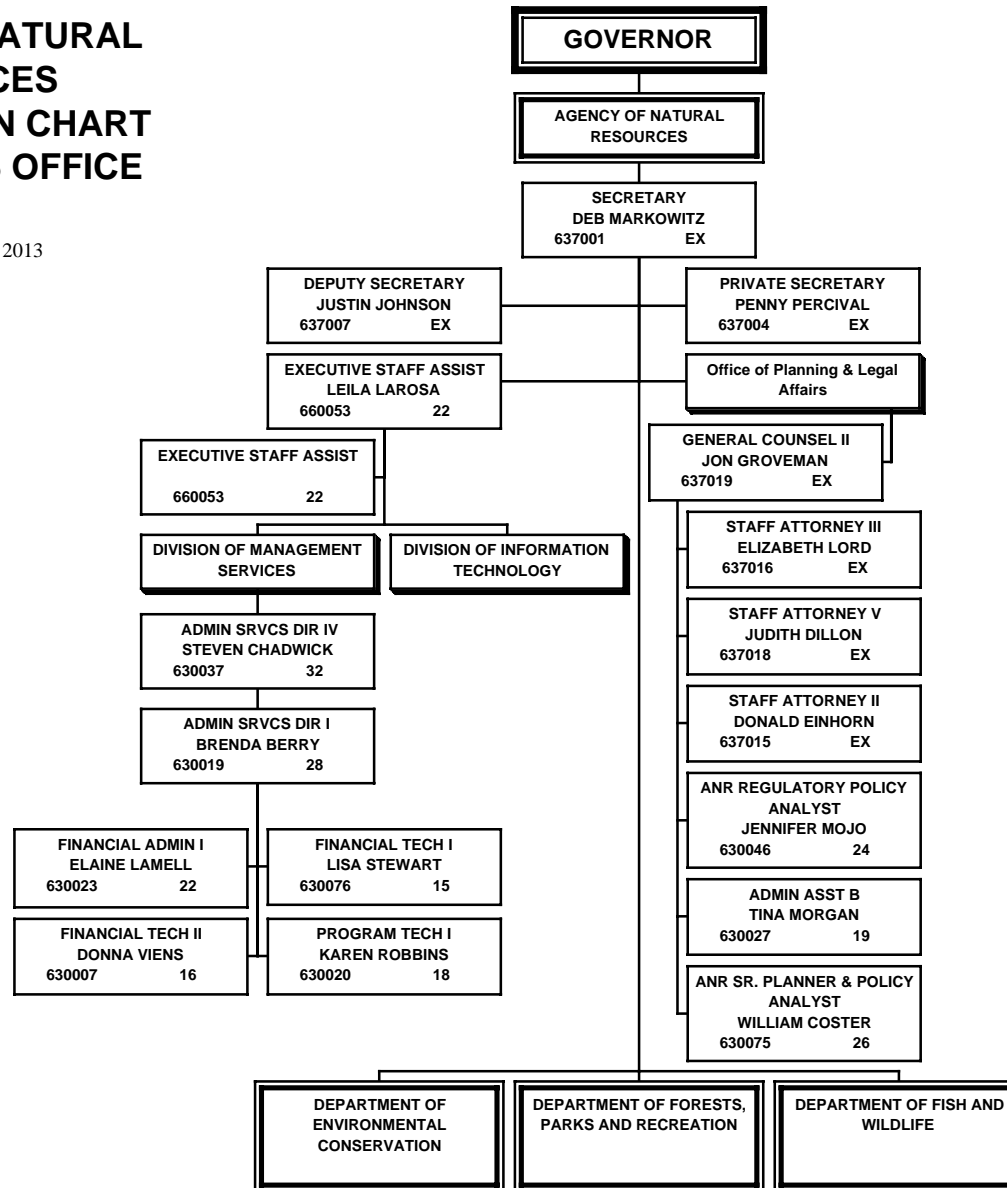 ATURAL
CES
N CHART
OFFICE
2013
GOVERNOR
AGENCY OF NATURAL
RESOURCES
SECRETARY
DEB MARKOWITZ
637001 EX
DEPUTY SECRETARY
JUSTIN JOHNSON
637007 EX
PRIVATE SECRETARY
PENNY PERCIVAL
637004 EX
EXECUTIVE STAFF ASSIST
LEILA LAROSA
660053 22
Office of Planning & Legal
Affairs
EXECUTIVE STAFF ASSIST
660053 22
GENERAL COUNSEL II
JON GROVEMAN
637019 EX
DIVISION OF MANAGEMENT
SERVICES
DIVISION OF INFORMATION
TECHNOLOGY
STAFF ATTORNEY III
ELIZABETH LORD
637016 EX
ADMIN SRVCS DIR IV
STEVEN CHADWICK
630037 32
STAFF ATTORNEY V
JUDITH DILLON
637018 EX
ADMIN SRVCS DIR I
BRENDA BERRY
630019 28
STAFF ATTORNEY II
DONALD EINHORN
637015 EX
ANR REGULATORY POLICY
ANALYST
JENNIFER MOJO
630046 24
FINANCIAL ADMIN I
ELAINE LAMELL
630023 22
FINANCIAL TECH I
LISA STEWART
630076 15
ADMIN ASST B
TINA MORGAN
630027 19
FINANCIAL TECH II
DONNA VIENS
630007 16
PROGRAM TECH I
KAREN ROBBINS
630020 18
ANR SR. PLANNER & POLICY
ANALYST
WILLIAM COSTER
630075 26
DEPARTMENT OF
ENVIRONMENTAL
CONSERVATION
DEPARTMENT OF FORESTS,
PARKS AND RECREATION
DEPARTMENT OF FISH AND
WILDLIFE